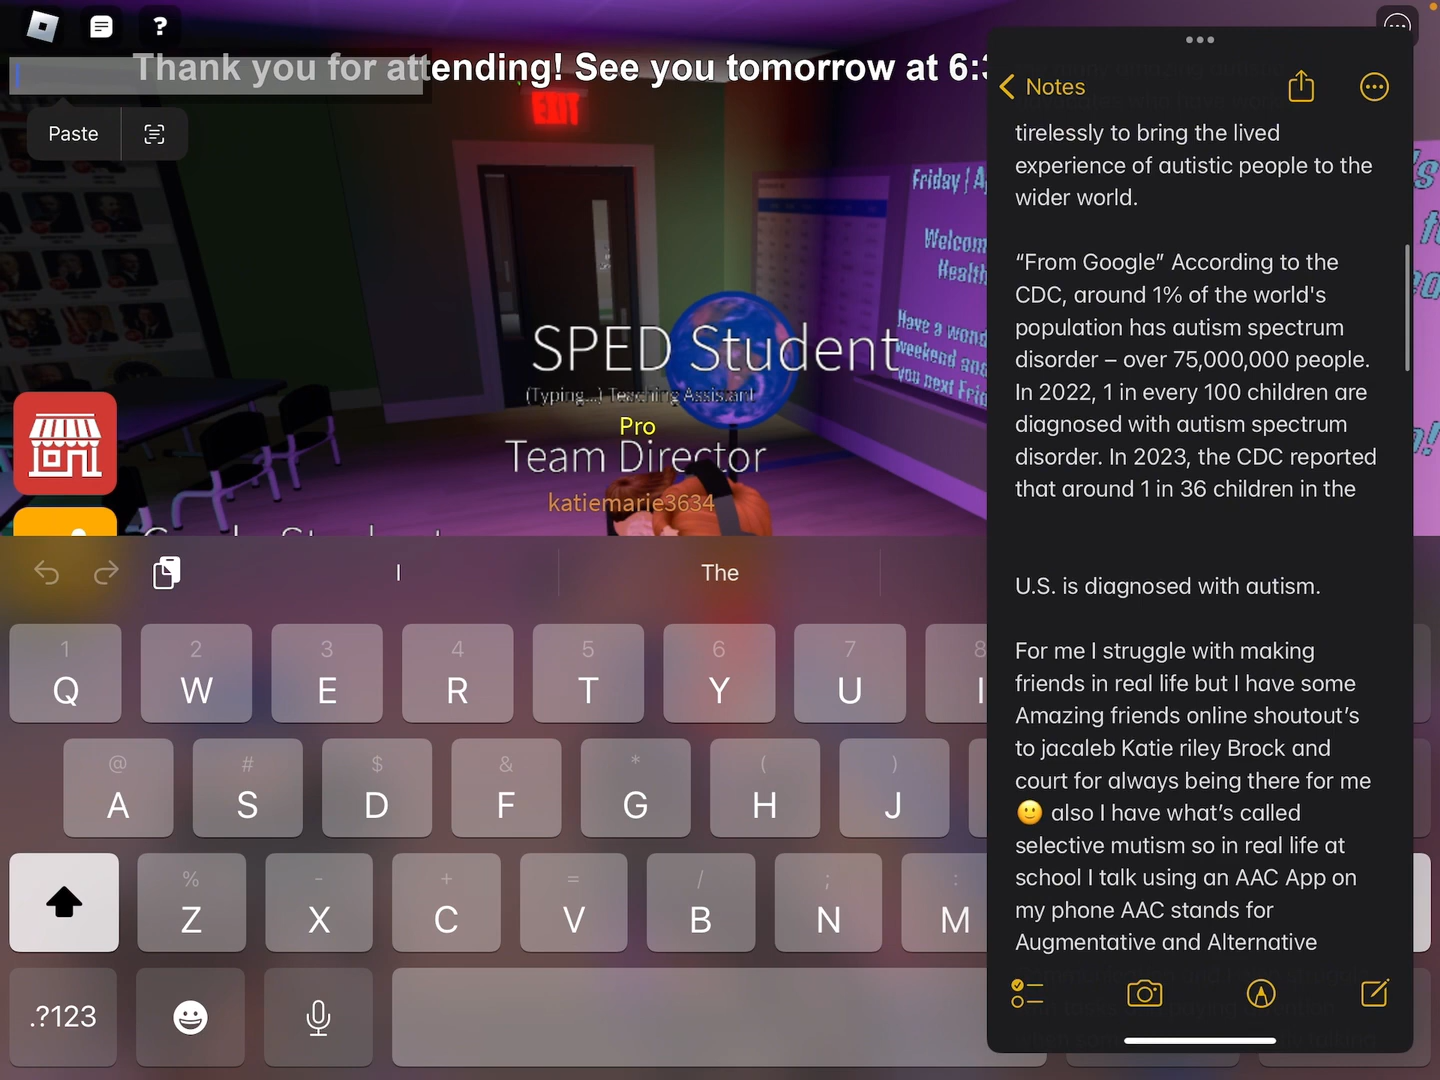 ?
Thank you for attending! See you tomorrow at 6:3
Paste
EXIT
Friday / A
Welcom
Health
Have a wond
weekend and
you next Frid
SPED Student
(Typing...) Teaching Assistant
Pro
Team Director
katiemarie3634
Notes
tirelessly to bring the lived
experience of autistic people to the
wider world.
“From Google” According to the
CDC, around 1% of the world's
population has autism spectrum
disorder – over 75,000,000 people.
In 2022, 1 in every 100 children are
diagnosed with autism spectrum
disorder. In 2023, the CDC reported
that around 1 in 36 children in the
U.S. is diagnosed with autism.
For me I struggle with making
friends in real life but I have some
Amazing friends online shoutout’s
to jacaleb Katie riley Brock and
court for always being there for me
🙂 also I have what’s called
selective mutism so in real life at
school I talk using an AAC App on
my phone AAC stands for
Augmentative and Alternative
I The
1 2 3 4 5 6 7 8
Q W E R T Y U I
@ # $ & * ( )
A S D F G H J
% - + = / ; :
Z X C V B N M
.?123